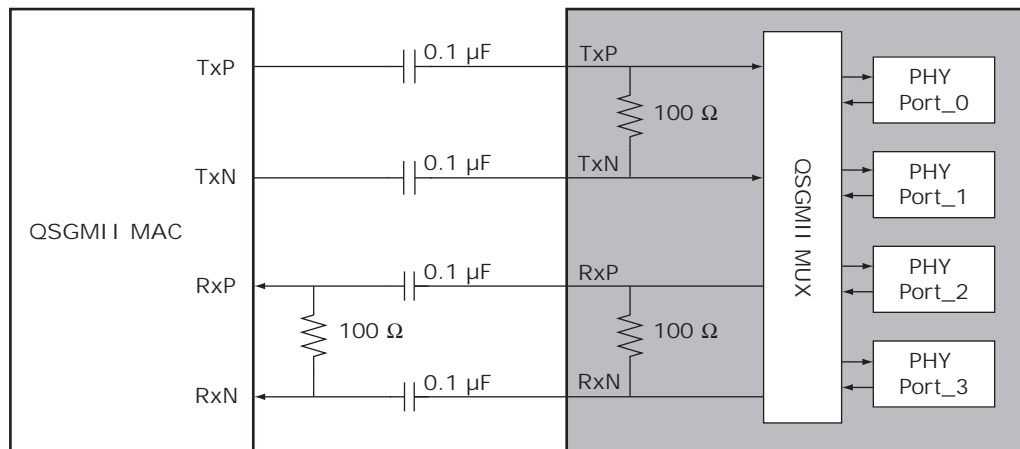 TxP
0.1 µF
TxP
PHY
Port_0
100 Ω
TxN
0.1 µF
TxN
PHY
Port_1
QSGMII MAC
QSGMII MUX
RxP
0.1 µF
RxP
PHY
Port_2
100 Ω
100 Ω
RxN
0.1 µF
RxN
PHY
Port_3